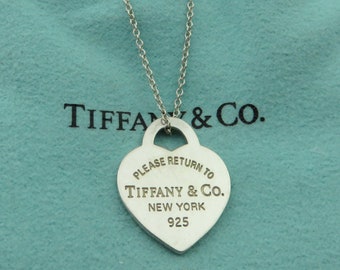 TIFFANY & CO.
PLEASE RETURN TO
TIFFANY & CO.
NEW YORK
925